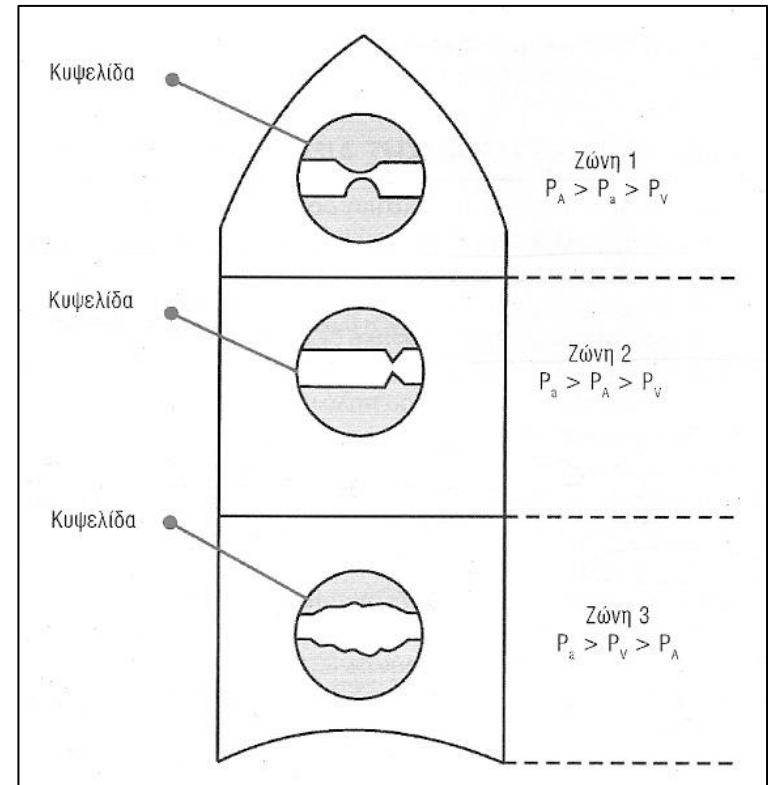 Κυψελίδα
Ζώνη 1
P_A > P_a > P_V
Κυψελίδα
Ζώνη 2
P_a > P_A > P_V
Κυψελίδα
Ζώνη 3
P_a > P_V > P_A